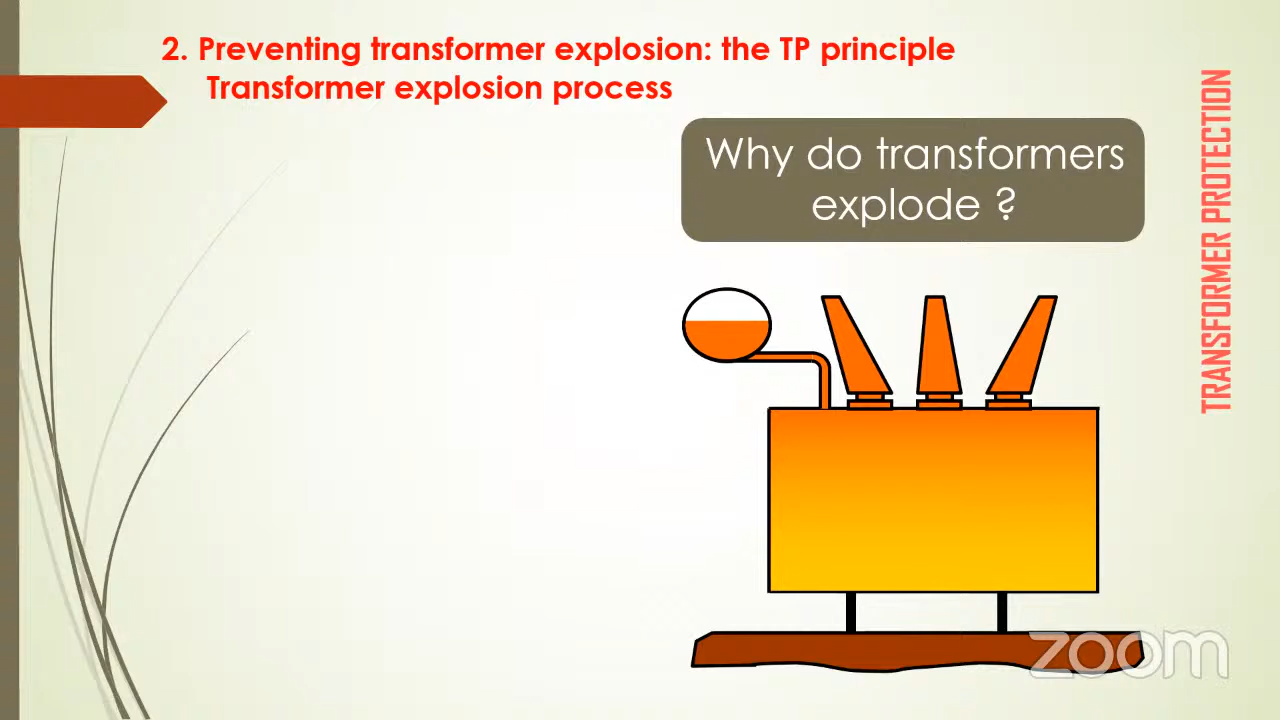 2. Preventing transformer explosion: the TP principle
Transformer explosion process
Why do transformers
explode ?
TRANSFORMER PROTECTION
zoom